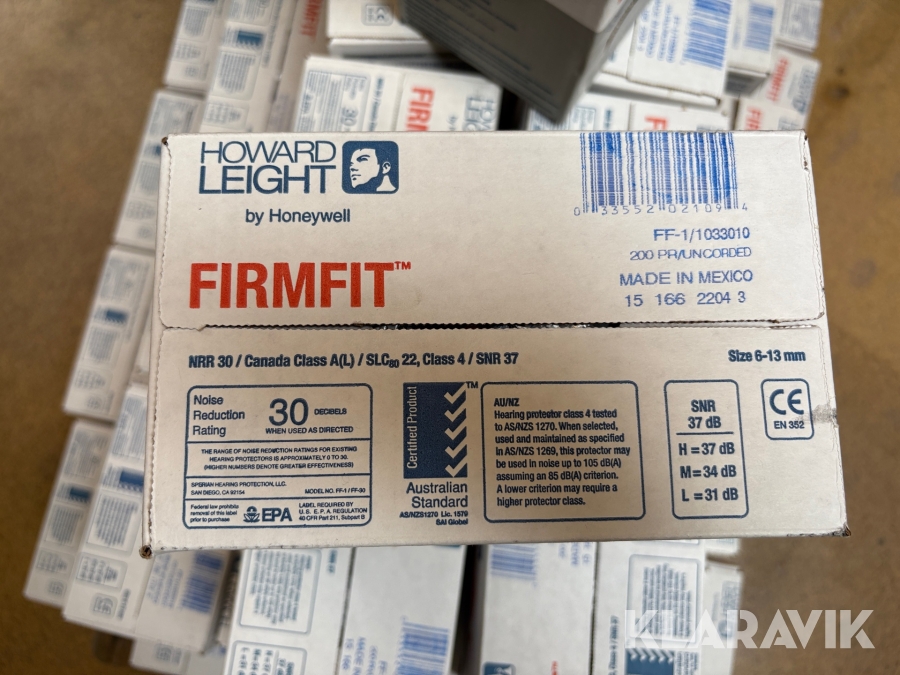 HOWARD
LEIGHT
by Honeywell
FIRMFIT™
0 33552 02109 4
FF-1/1033010
200 PR/UNCORDED
MADE IN MEXICO
15 166 2204 3
NRR 30 / Canada Class A(L) / SLC80 22, Class 4 / SNR 37
Size 6-13 mm
Noise
Reduction
Rating
30 DECIBELS
WHEN USED AS DIRECTED
THE RANGE OF NOISE REDUCTION RATINGS FOR EXISTING
HEARING PROTECTORS IS APPROXIMATELY 0 TO 30.
(HIGHER NUMBERS DENOTE GREATER EFFECTIVENESS)
SPERIAN HEARING PROTECTION, LLC.
SAN DIEGO, CA 92154
MODEL NO. FF-1 / FF-30
Federal law prohibits
removal of this label
prior to purchase
EPA
LABEL REQUIRED BY
U.S. E.P.A. REGULATION
40 CFR Part 211, Subpart B
Certified Product
TM
Australian
Standard
AS/NZS1270 Lic. 1579
SAI Global
AU/NZ
Hearing protector class 4 tested
to AS/NZS 1270. When selected,
used and maintained as specified
in AS/NZS 1269, this protector may
be used in noise up to 105 dB(A)
assuming an 85 dB(A) criterion.
A lower criterion may require a
higher protector class.
SNR
37 dB
H = 37 dB
M = 34 dB
L = 31 dB
CE
EN 352
FIRMFIT
KLARAVIK